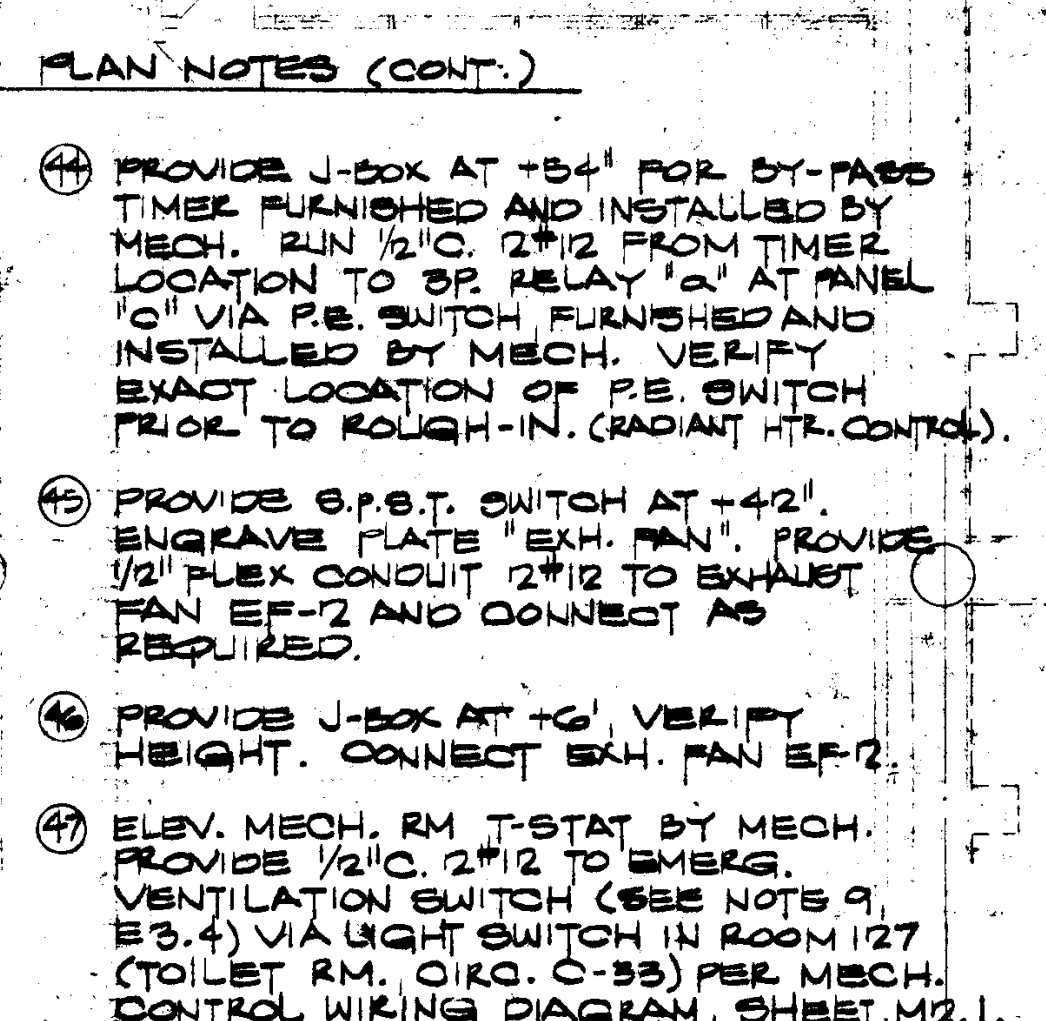 PLAN NOTES (CONT.)
44 PROVIDE J-BOX AT +54" FOR BY-PASS
TIMER FURNISHED AND INSTALLED BY
MECH. RUN 1/2"C. 2#12 FROM TIMER
LOCATION TO 3P. RELAY "a" AT PANEL
"C" VIA P.E. SWITCH FURNISHED AND
INSTALLED BY MECH. VERIFY
EXACT LOCATION OF P.E. SWITCH
PRIOR TO ROUGH-IN. (RADIANT HTR. CONTROL).
45 PROVIDE S.P.S.T. SWITCH AT +42".
ENGRAVE PLATE "EXH. FAN". PROVIDE
1/2" FLEX CONDUIT 2#12 TO EXHAUST
FAN EF-2 AND CONNECT AS
REQUIRED.
46 PROVIDE J-BOX AT +6', VERIFY
HEIGHT. CONNECT EXH. FAN EF-2.
47 ELEV. MECH. RM T-STAT BY MECH.
PROVIDE 1/2"C. 2#12 TO EMERG.
VENTILATION SWITCH (SEE NOTE 9,
E3.4) VIA LIGHT SWITCH IN ROOM 127
(TOILET RM., CIRC. C-33) PER MECH.
CONTROL WIRING DIAGRAM, SHEET M2.1.